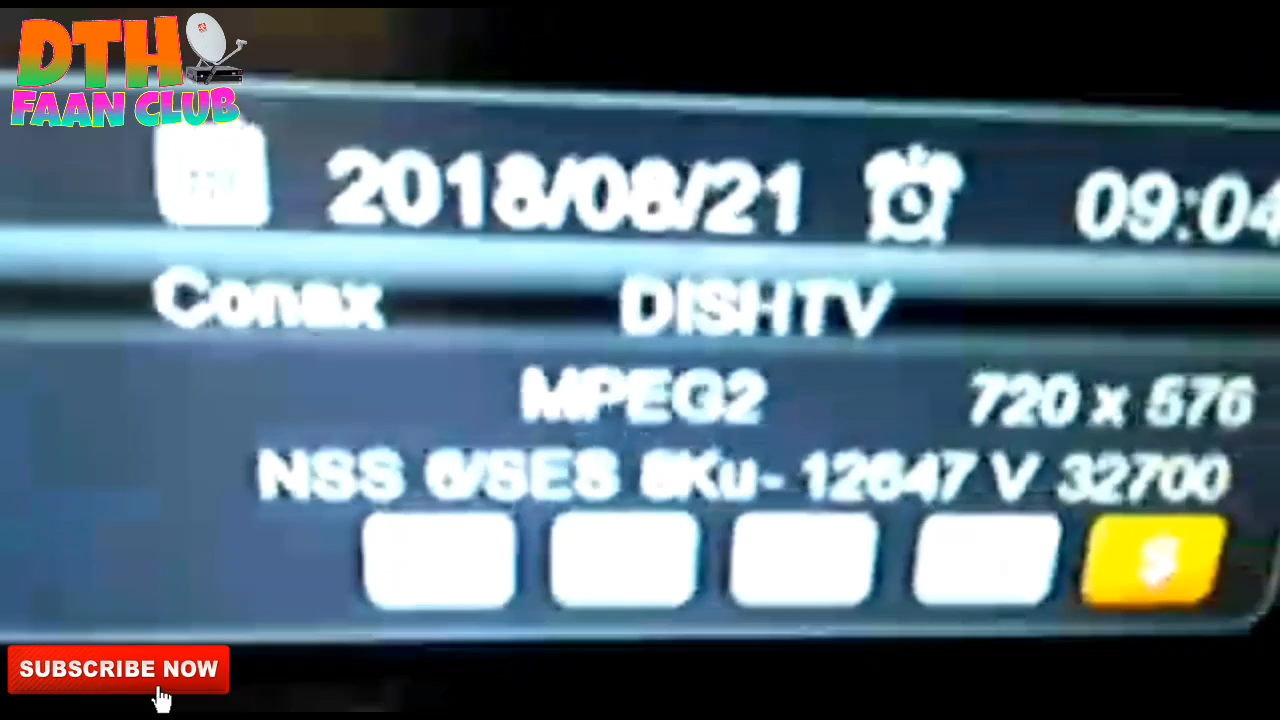 DTH
FAAN CLUB
2018/08/21 09:04
Conax DISHTV
MPEG2 720 x 576
NSS 6/SES 8Ku- 12647 V 32700
$
SUBSCRIBE NOW